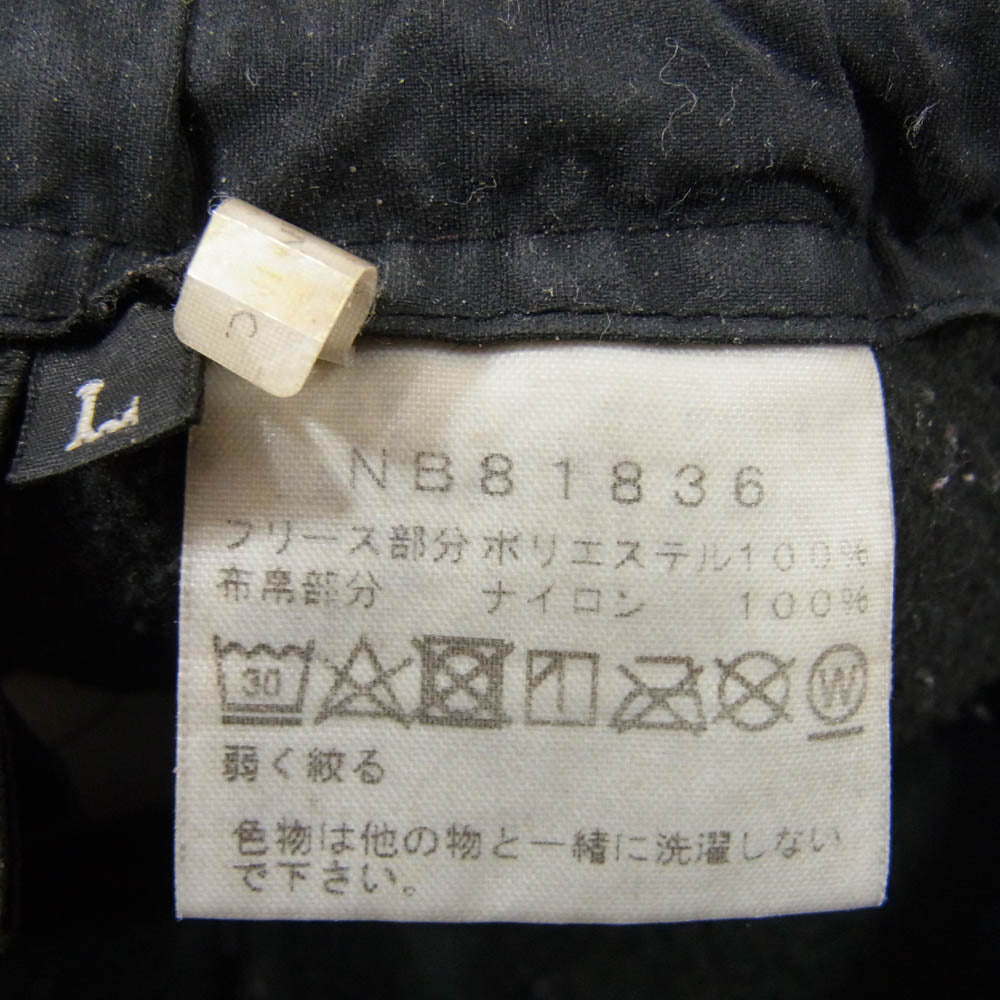 L
NB81836
フリース部分 ポリエステル100%
布帛部分 ナイロン 100%
30
W
弱く絞る
色物は他の物と一緒に洗濯しない
で下さい。